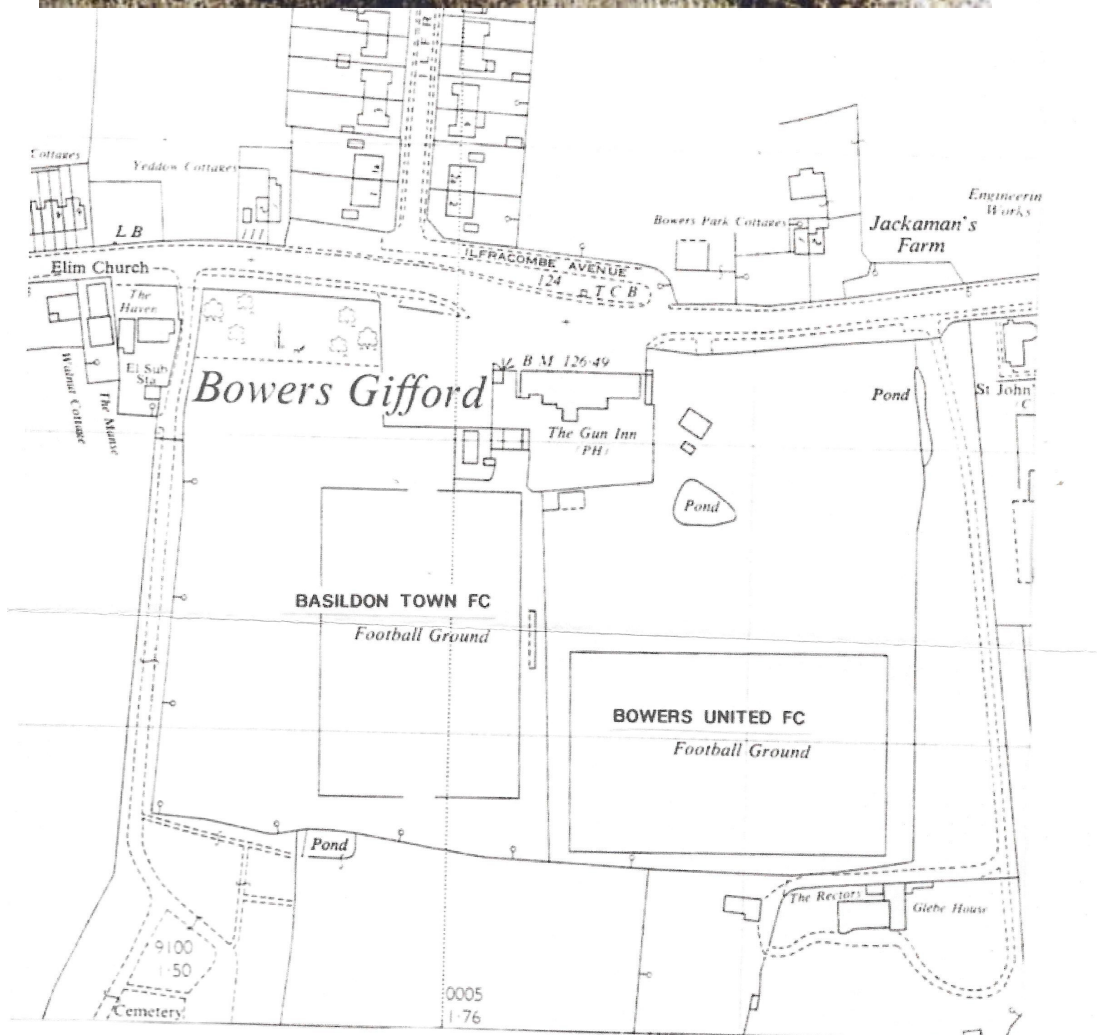 Cottages
Yeddow Cottages
Bowers Park Cottages
Engineerin
Works
Jackaman's
Farm
L B
111
ILFRACOMBE AVENUE
124
T C B
Elim Church
The
Haven
El Sub
Sta
Walnut Cottage
The Manse
B M 126·49
Bowers Gifford
The Gun Inn
(PH)
Pond
St John'
C
Pond
BASILDON TOWN FC
Football Ground
BOWERS UNITED FC
Football Ground
Pond
The Rectory
Glebe House
9100
1·50
Cemetery
0005
1·76